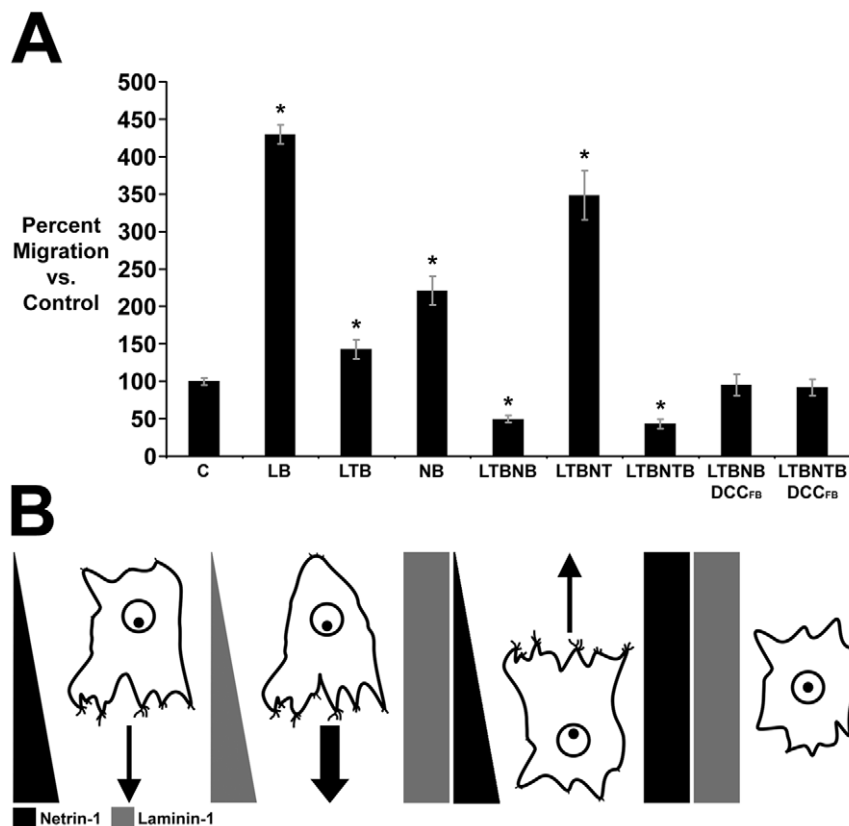 A
500
450
400
350
300
250
200
150
100
50
0
Percent
Migration
vs.
Control
*
*
*
*
*
*
C LB LTB NB LTBNB LTBNT LTBNTB LTBNB LTBNTB
DCCFB DCCFB
B
Netrin-1 Laminin-1